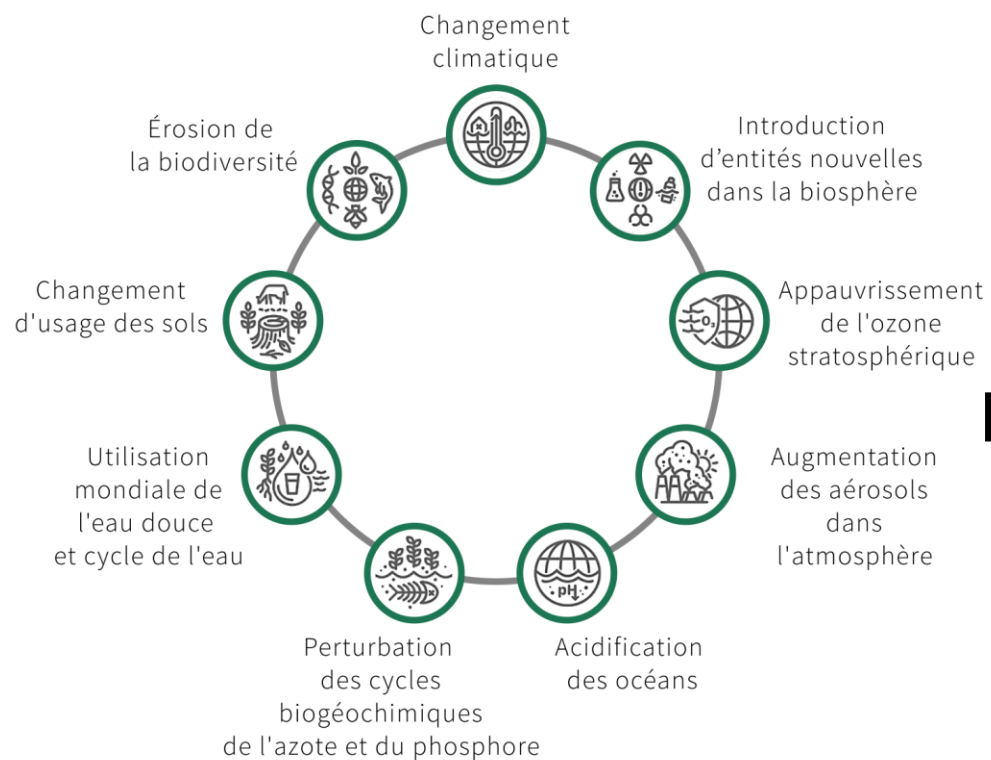 Changement
climatique
Introduction
d'entités nouvelles
dans la biosphère
Appauvrissement
de l'ozone
stratosphérique
O₃
Augmentation
des aérosols
dans
l'atmosphère
Acidification
des océans
pH
Perturbation
des cycles
biogéochimiques
de l'azote et du phosphore
Utilisation
mondiale de
l'eau douce
et cycle de l'eau
Changement
d'usage des sols
Érosion de
la biodiversité